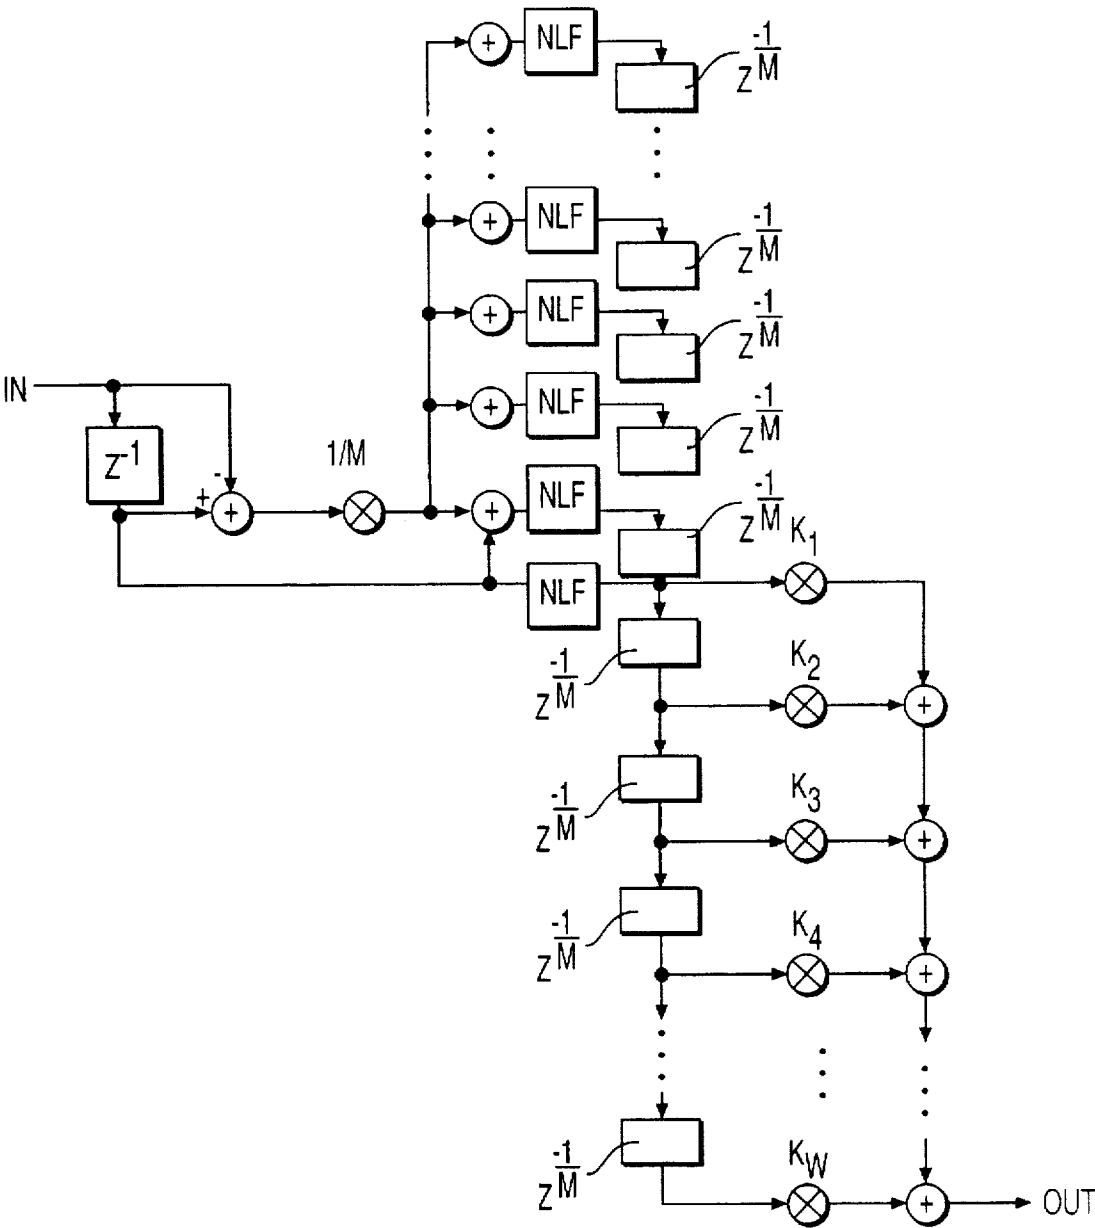 NLF
Z^(-1/M)
NLF
Z^(-1/M)
NLF
Z^(-1/M)
IN
NLF
Z^(-1/M)
Z^-1
1/M
-
+
NLF
Z^(-1/M)
K1
NLF
Z^(-1/M)
K2
Z^(-1/M)
K3
Z^(-1/M)
K4
Z^(-1/M)
KW
OUT